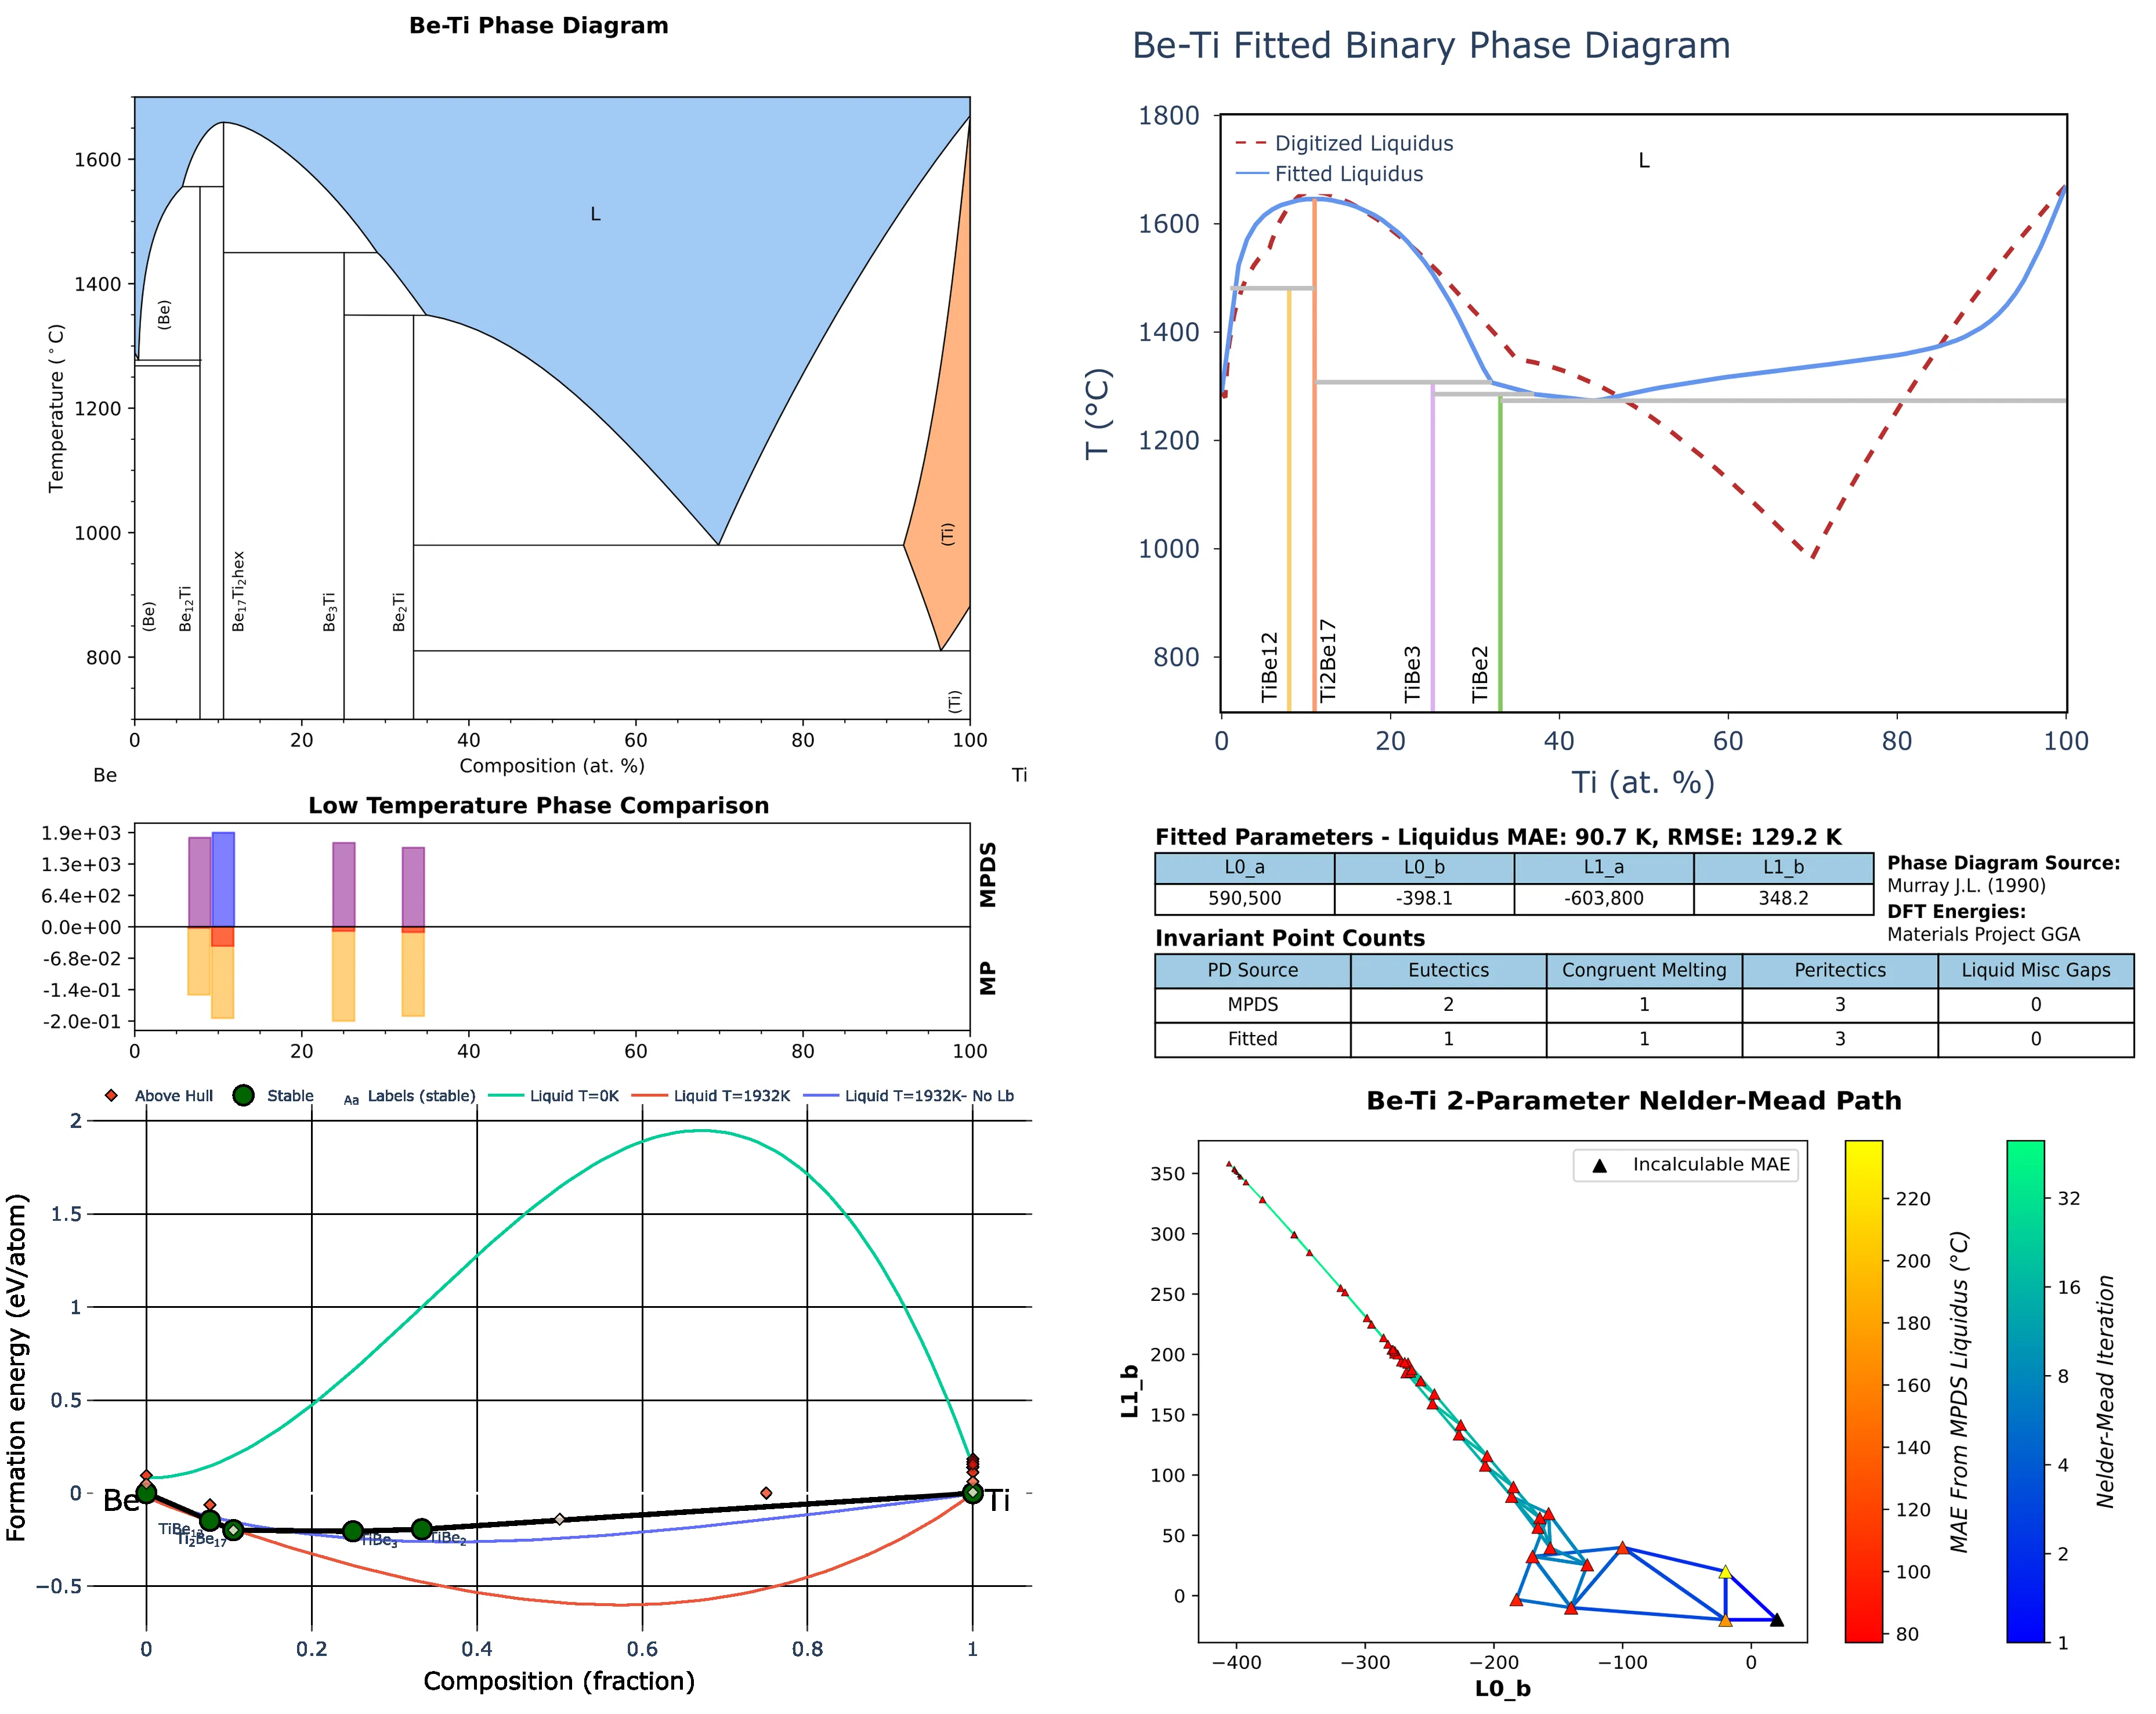 Be-Ti Phase Diagram
1600
1400
1200
1000
800
Temperature (°C)
L
(Be)
(Be)
Be12Ti
Be17Ti2hex
Be3Ti
Be2Ti
(Ti)
(Ti)
0 20 40 60 80 100
Composition (at. %)
Be Ti
Be-Ti Fitted Binary Phase Diagram
1800
1600
1400
1200
1000
800
T (°C)
Digitized Liquidus
Fitted Liquidus
L
TiBe12
Ti2Be17
TiBe3
TiBe2
0 20 40 60 80 100
Ti (at. %)
Low Temperature Phase Comparison
1.9e+03
1.3e+03
6.4e+02
0.0e+00
-6.8e-02
-1.4e-01
-2.0e-01
MPDS
MP
0 20 40 60 80 100
Fitted Parameters - Liquidus MAE: 90.7 K, RMSE: 129.2 K
L0_a L0_b L1_a L1_b
590,500 -398.1 -603,800 348.2
Phase Diagram Source:
Murray J.L. (1990)
DFT Energies:
Materials Project GGA
Invariant Point Counts
PD Source Eutectics Congruent Melting Peritectics Liquid Misc Gaps
MPDS 2 1 3 0
Fitted 1 1 3 0
Above Hull Stable Aa Labels (stable) Liquid T=0K Liquid T=1932K Liquid T=1932K- No Lb
2
1.5
1
0.5
0
−0.5
Formation energy (eV/atom)
Be
Ti
TiBe12
Ti2Be17
TiBe3
TiBe2
0 0.2 0.4 0.6 0.8 1
Composition (fraction)
Be-Ti 2-Parameter Nelder-Mead Path
Incalculable MAE
350
300
250
200
150
100
50
0
L1_b
−400 −300 −200 −100 0
L0_b
220
200
180
160
140
120
100
80
MAE From MPDS Liquidus (°C)
32
16
8
4
2
1
Nelder-Mead Iteration